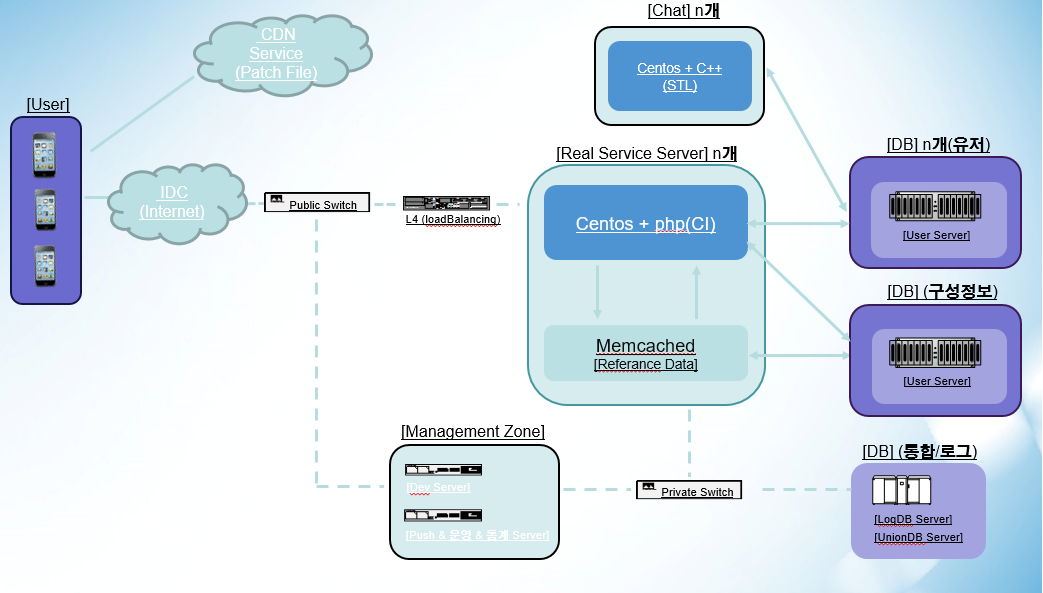 [Chat] n개
CDN
Service
(Patch File)
Centos + C++
(STL)
[User]
[DB] n개(유저)
[Real Service Server] n개
IDC
(Internet)
Public Switch
L4 (loadBalancing)
Centos + php(CI)
[User Server]
[DB] (구성정보)
Memcached
[Referance Data]
[User Server]
[Management Zone]
[DB] (통합/로그)
[Dev Server]
Private Switch
[Push & 운영 & 통계 Server]
[LogDB Server]
[UnionDB Server]